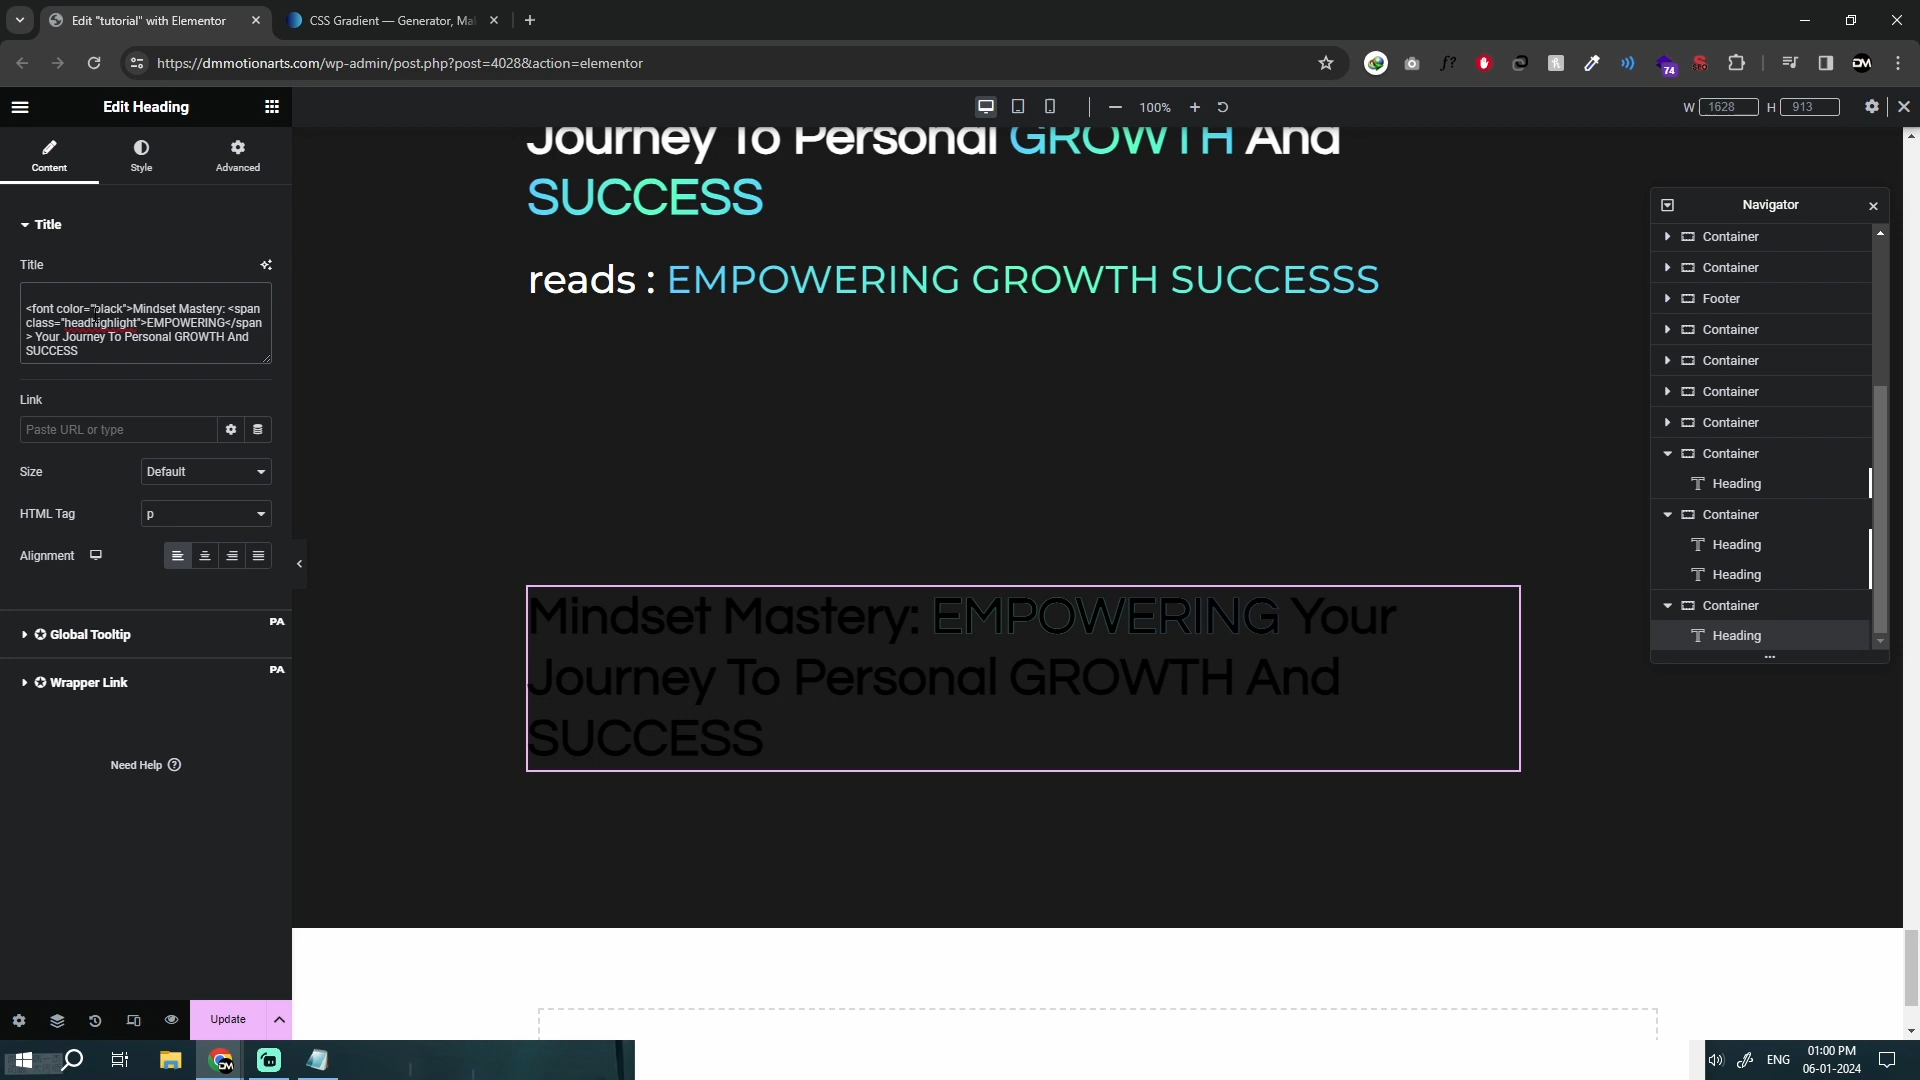 Edit "tutorial" with Elementor
CSS Gradient — Generator, Ma
https://dmmotionarts.com/wp-admin/post.php?post=4028&action=elementor
74
Edit Heading
100%
W 1628 H 913
Content
Style
Advanced
Title
Title
<font color="black">Mindset Mastery: <span
class="headhighlight">EMPOWERING</span
> Your Journey To Personal GROWTH And
SUCCESS
Link
Paste URL or type
Size
Default
HTML Tag
p
Alignment
Global Tooltip
PA
Wrapper Link
PA
Need Help
Update
Journey To Personal GROWTH And
SUCCESS
reads : EMPOWERING GROWTH SUCCESSS
Mindset Mastery: EMPOWERING Your
Journey To Personal GROWTH And
SUCCESS
Navigator
Container
Container
Footer
Container
Container
Container
Container
Container
Heading
Container
Heading
Heading
Container
Heading
DM
ENG
01:00 PM
06-01-2024